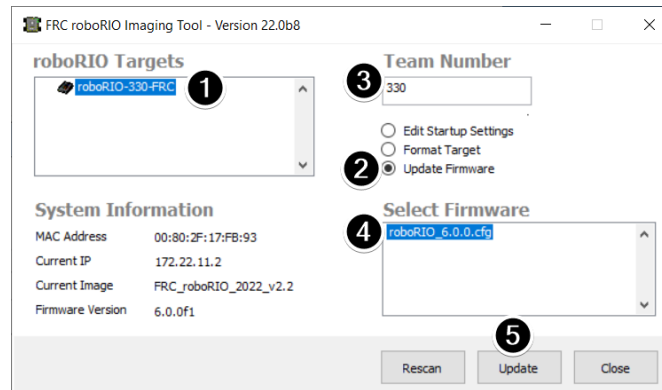 FRC roboRIO Imaging Tool - Version 22.0b8
roboRIO Targets
roboRIO-330-FRC
1
Team Number
3
330
Edit Startup Settings
Format Target
2
Update Firmware
System Information
MAC Address 00:80:2F:17:FB:93
Current IP 172.22.11.2
Current Image FRC_roboRIO_2022_v2.2
Firmware Version 6.0.0f1
Select Firmware
4
roboRIO_6.0.0.cfg
5
Rescan
Update
Close